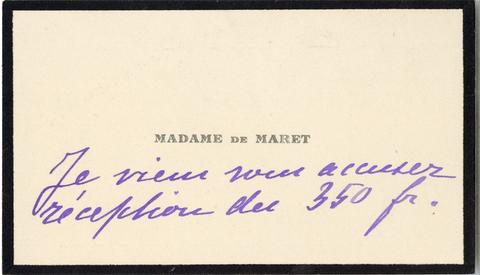 MADAME DE MARET
Je viens vous accuser
réception des 350 fr.